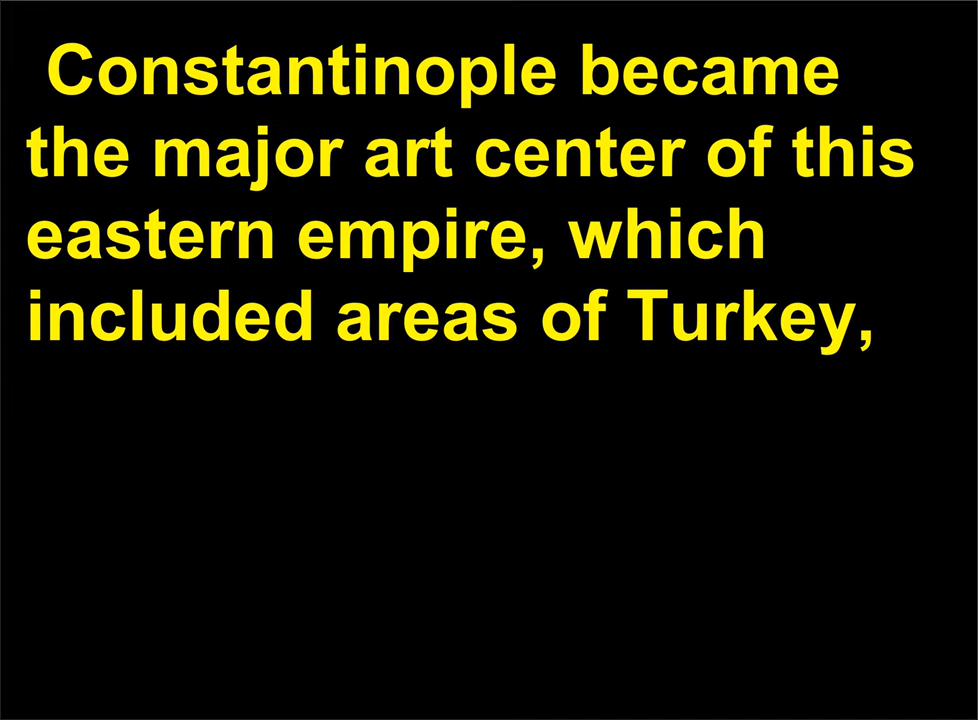 Constantinople became
the major art center of this
eastern empire, which
included areas of Turkey,